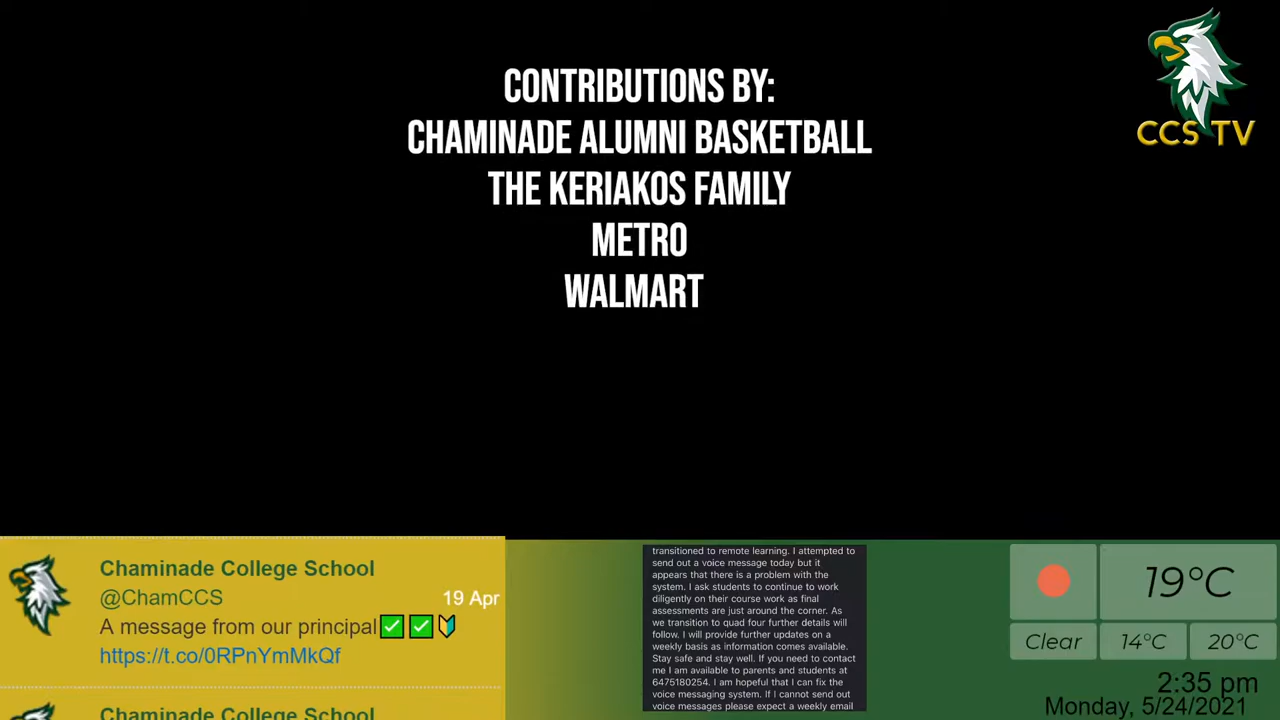 CONTRIBUTIONS BY:
CHAMINADE ALUMNI BASKETBALL
THE KERIAKOS FAMILY
METRO
WALMART
CCS TV
Chaminade College School
@ChamCCS
19 Apr
A message from our principal✅✅🔰
https://t.co/0RPnYmMkQf
Chaminade College School
transitioned to remote learning. I attempted to
send out a voice message today but it
appears that there is a problem with the
system. I ask students to continue to work
diligently on their course work as final
assessments are just around the corner. As
we transition to quad four further details will
follow. I will provide further updates on a
weekly basis as information comes available.
Stay safe and stay well. If you need to contact
me I am available to parents and students at
6475180254. I am hopeful that I can fix the
voice messaging system. If I cannot send out
voice messages please expect a weekly email
19°C
Clear
14°C
20°C
2:35 pm
Monday, 5/24/2021